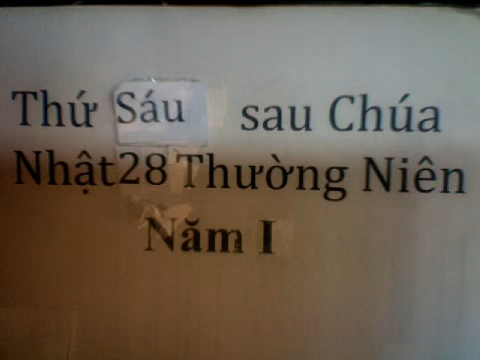 Thứ Sáu sau Chúa
Nhật28 Thường Niên
Năm I